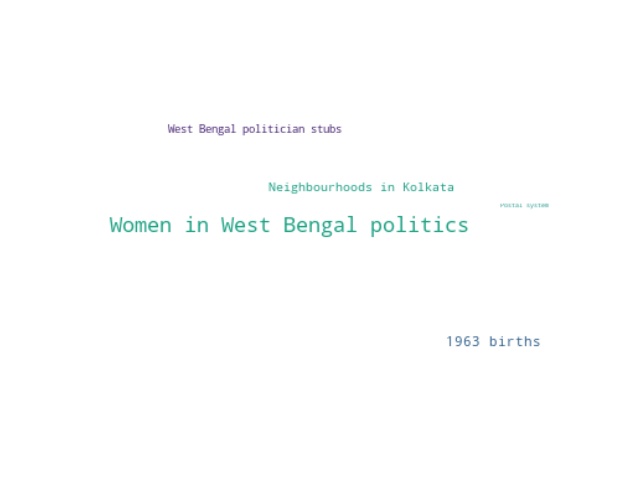 West Bengal politician stubs
Neighbourhoods in Kolkata
Postal system
Women in West Bengal politics
1963 births